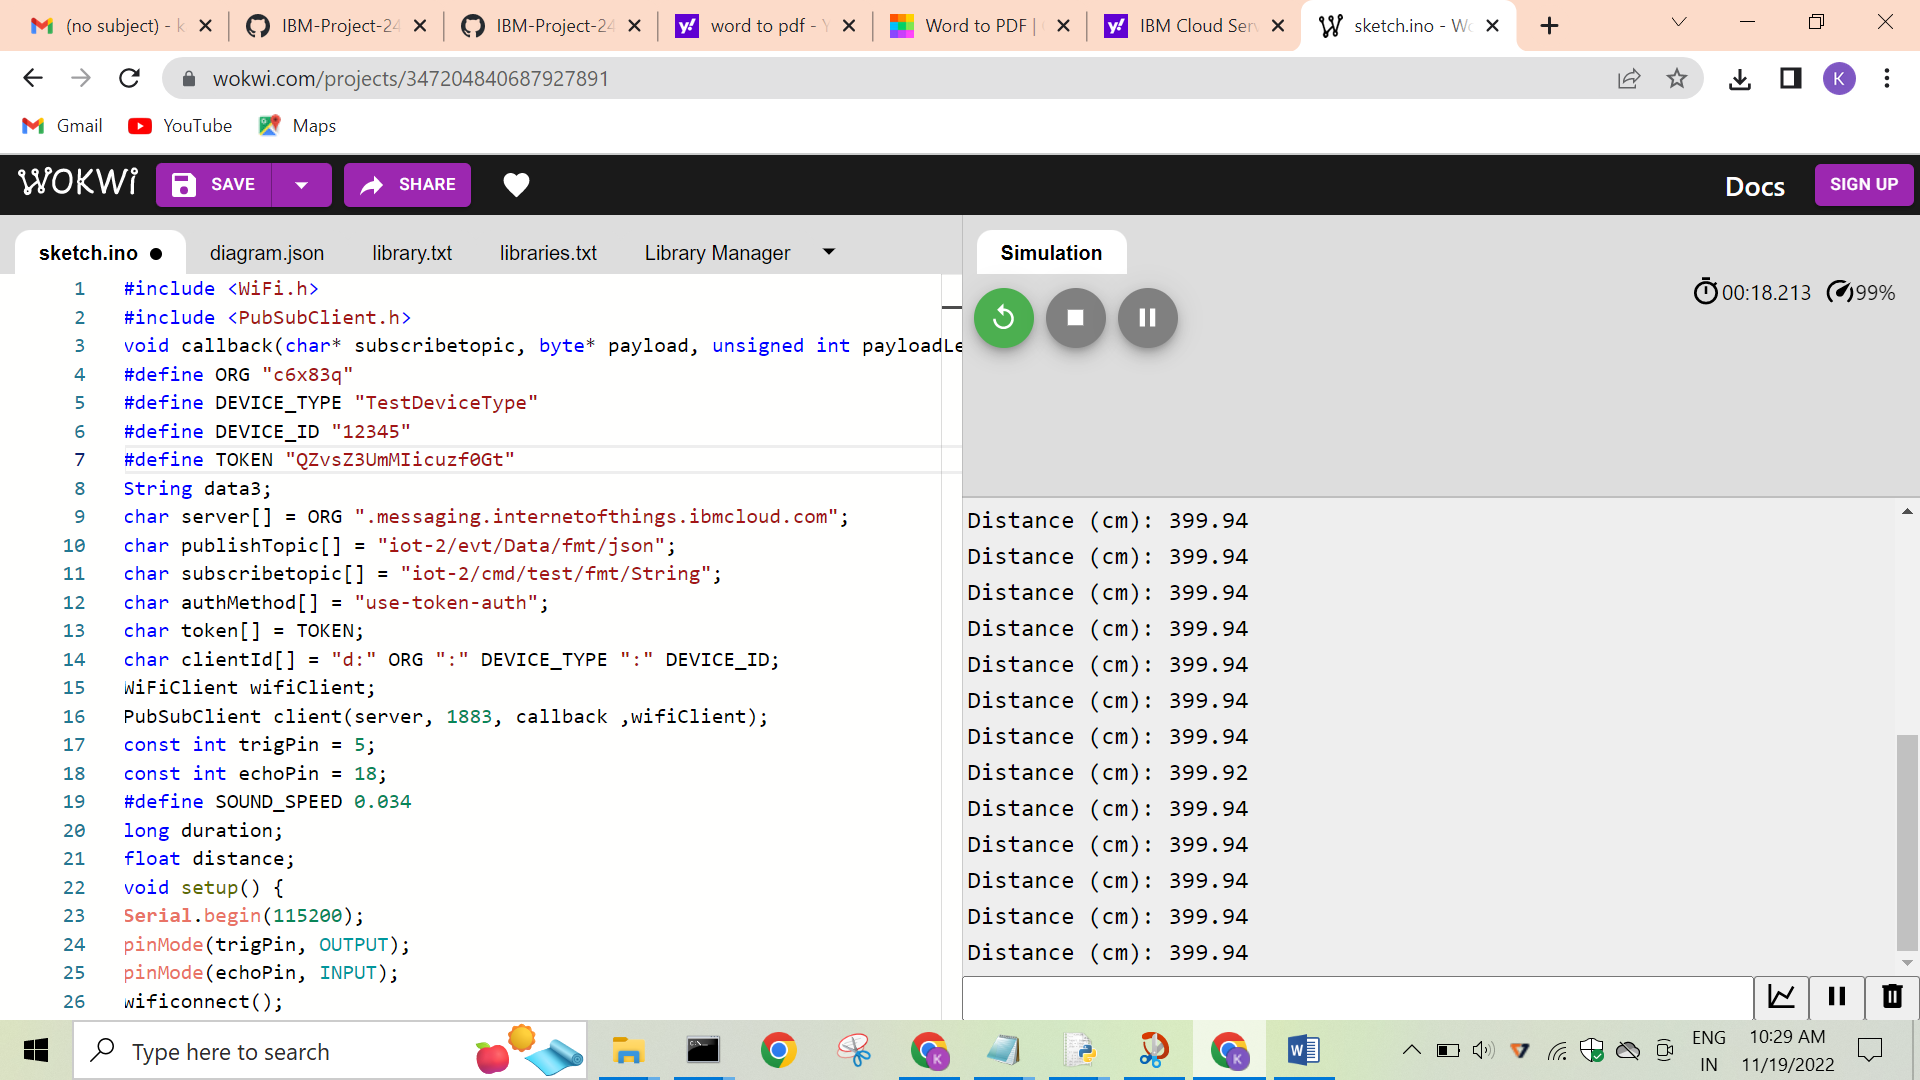 (no subject) - k
IBM-Project-24
IBM-Project-24
word to pdf - Y
Word to PDF |
IBM Cloud Serv
sketch.ino - Wo
wokwi.com/projects/347204840687927891
K
Gmail
YouTube
Maps
WOKWi
SAVE
SHARE
Docs
SIGN UP
sketch.ino ●
diagram.json
library.txt
libraries.txt
Library Manager
Simulation
00:18.213
99%
1 #include <WiFi.h>
2 #include <PubSubClient.h>
3 void callback(char* subscribetopic, byte* payload, unsigned int payloadLe
4 #define ORG "c6x83q"
5 #define DEVICE_TYPE "TestDeviceType"
6 #define DEVICE_ID "12345"
7 #define TOKEN "QZvsZ3UmMIicuzf0Gt"
8 String data3;
9 char server[] = ORG ".messaging.internetofthings.ibmcloud.com";
10 char publishTopic[] = "iot-2/evt/Data/fmt/json";
11 char subscribetopic[] = "iot-2/cmd/test/fmt/String";
12 char authMethod[] = "use-token-auth";
13 char token[] = TOKEN;
14 char clientId[] = "d:" ORG ":" DEVICE_TYPE ":" DEVICE_ID;
15 WiFiClient wifiClient;
16 PubSubClient client(server, 1883, callback ,wifiClient);
17 const int trigPin = 5;
18 const int echoPin = 18;
19 #define SOUND_SPEED 0.034
20 long duration;
21 float distance;
22 void setup() {
23 Serial.begin(115200);
24 pinMode(trigPin, OUTPUT);
25 pinMode(echoPin, INPUT);
26 wificonnect();
Distance (cm): 399.94
Distance (cm): 399.94
Distance (cm): 399.94
Distance (cm): 399.94
Distance (cm): 399.94
Distance (cm): 399.94
Distance (cm): 399.94
Distance (cm): 399.92
Distance (cm): 399.94
Distance (cm): 399.94
Distance (cm): 399.94
Distance (cm): 399.94
Distance (cm): 399.94
Type here to search
ENG
IN
10:29 AM
11/19/2022